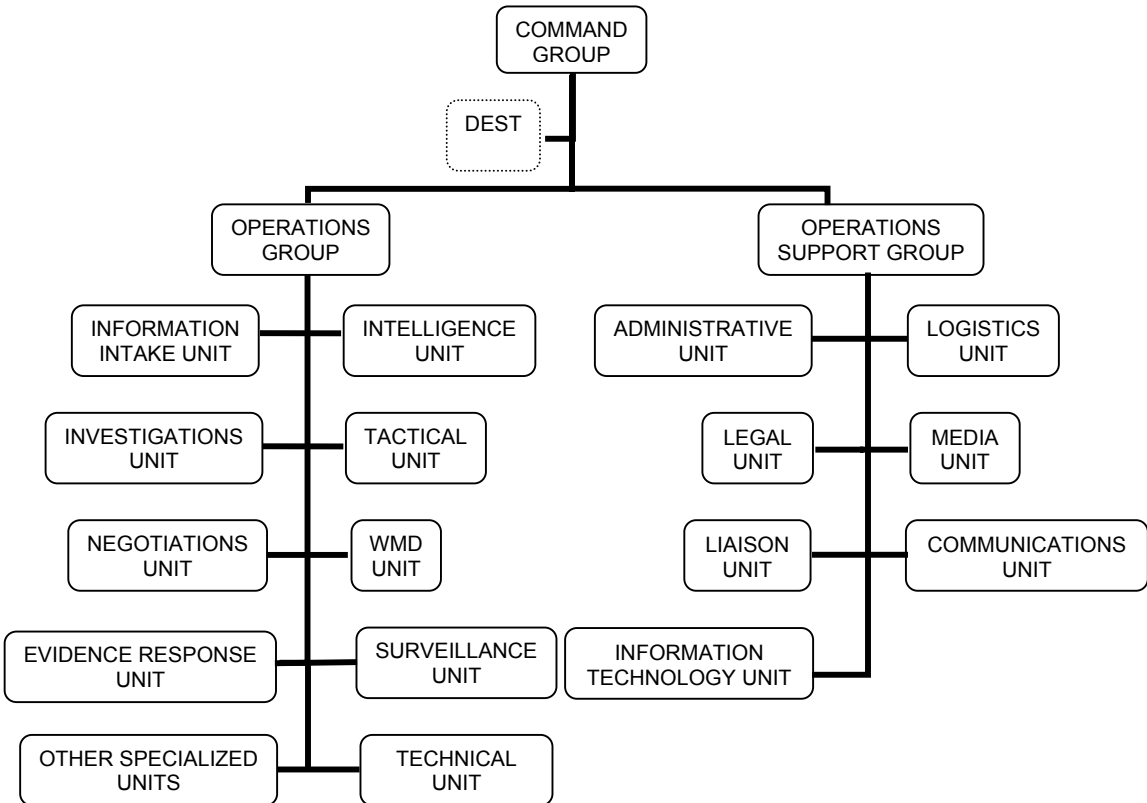 COMMAND
GROUP
DEST
OPERATIONS
GROUP
OPERATIONS
SUPPORT GROUP
INFORMATION
INTAKE UNIT
INTELLIGENCE
UNIT
ADMINISTRATIVE
UNIT
LOGISTICS
UNIT
INVESTIGATIONS
UNIT
TACTICAL
UNIT
LEGAL
UNIT
MEDIA
UNIT
NEGOTIATIONS
UNIT
WMD
UNIT
LIAISON
UNIT
COMMUNICATIONS
UNIT
EVIDENCE RESPONSE
UNIT
SURVEILLANCE
UNIT
INFORMATION
TECHNOLOGY UNIT
OTHER SPECIALIZED
UNITS
TECHNICAL
UNIT